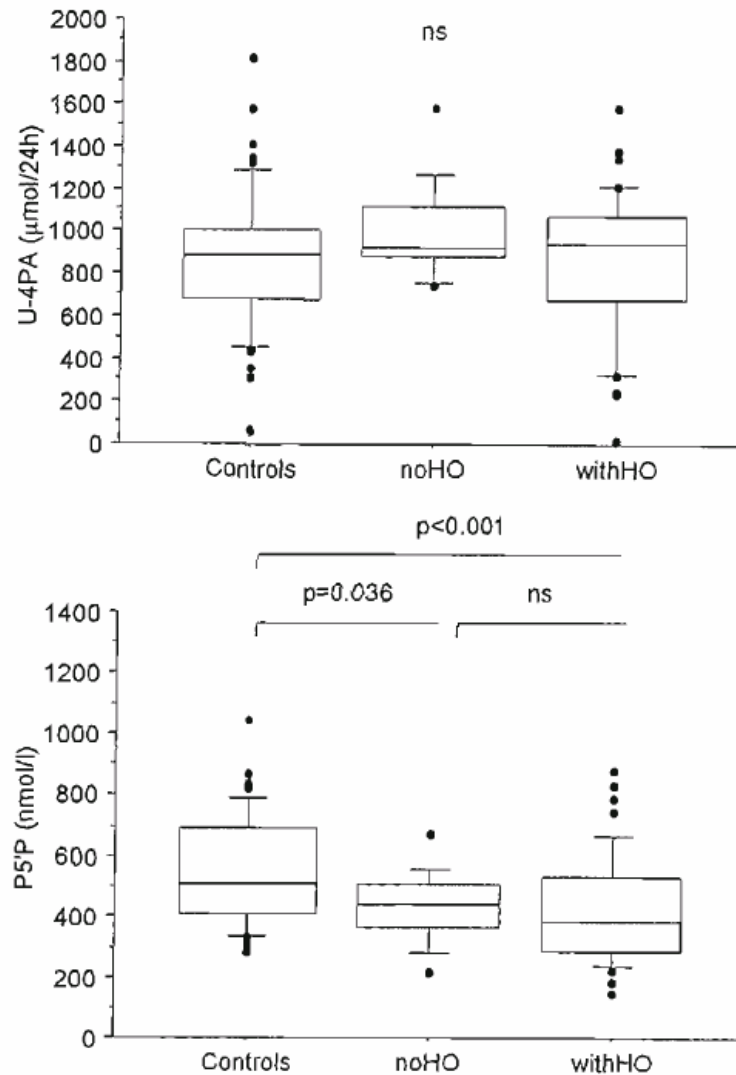 2000
ns
1800
1600
1400
1200
1000
800
600
400
200
0
U-4PA (μmol/24h)
Controls noHO withHO
p<0.001
p=0.036 ns
1400
1200
1000
800
600
400
200
0
P5'P (nmol/l)
Controls noHO withHO